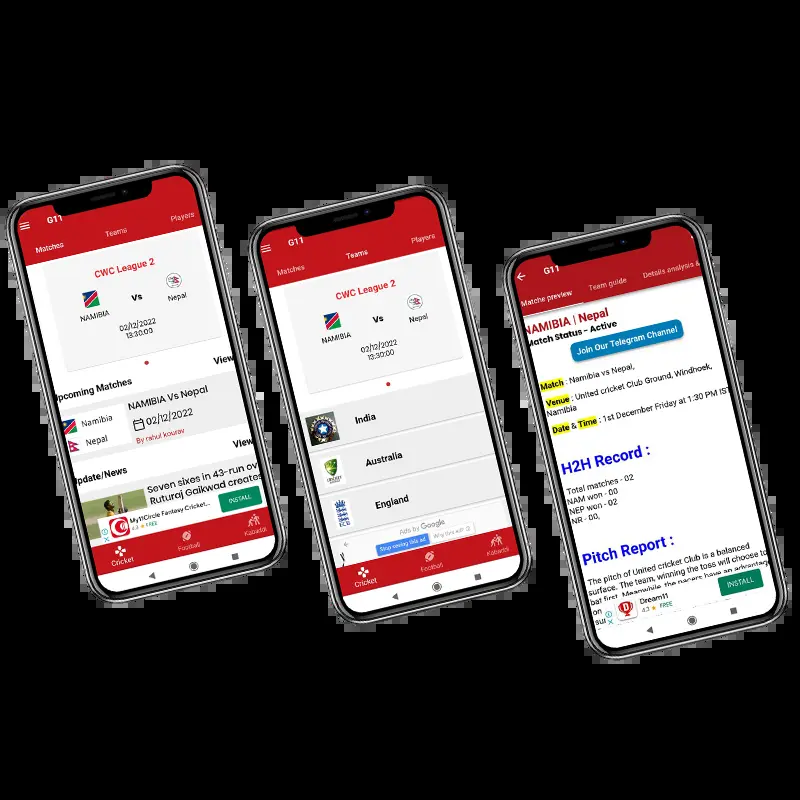 G11
Matches
Teams
Players
CWC League 2
NAMIBIA
Vs
Nepal
02/12/2022
13:30:00
Upcoming Matches
View
Namibia
Nepal
NAMIBIA Vs Nepal
02/12/2022
By rahul kourav
Update/News
View
Seven sixes in 43-run ov
Ruturaj Gaikwad creates
My11Circle Fantasy Cricket...
4.3 ★ FREE
INSTALL
Cricket
Football
Kabaddi
G11
Matches
Teams
Players
CWC League 2
NAMIBIA
Vs
Nepal
02/12/2022
13:30:00
India
Australia
England
ECB
Ads by Google
Stop seeing this ad
Why this ad?
Cricket
Football
Kabaddi
G11
Matche preview
Team guide
Details analysis &
NAMIBIA | Nepal
Match Status - Active
Join Our Telegram Channel
Match : Namibia vs Nepal,
Venue : United cricket Club Ground, Windhoek,
Namibia
Date & Time : 1st December Friday at 1:30 PM IST
H2H Record :
Total matches - 02
NAM won - 00
NEP won - 02
NR - 00,
Pitch Report :
The pitch of United cricket Club is a balanced
surface. The team, winning the toss will choose to
bat first. Meanwhile, the pacers have an advantage
on
Dream11
4.2 ★ FREE
INSTALL